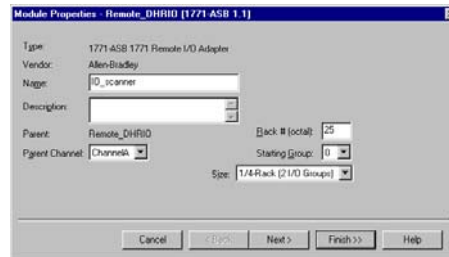 Module Properties - Remote_DHRIO (1771-ASB 1.1)
Type: 1771-ASB 1771 Remote I/O Adapter
Vendor: Allen-Bradley
Name: IO_scanner
Description:
Parent: Remote_DHRIO
Rack # (octal): 25
Parent Channel: ChannelA
Starting Group: 0
Size: 1/4-Rack (2 I/O Groups)
Cancel < Back Next > Finish >> Help